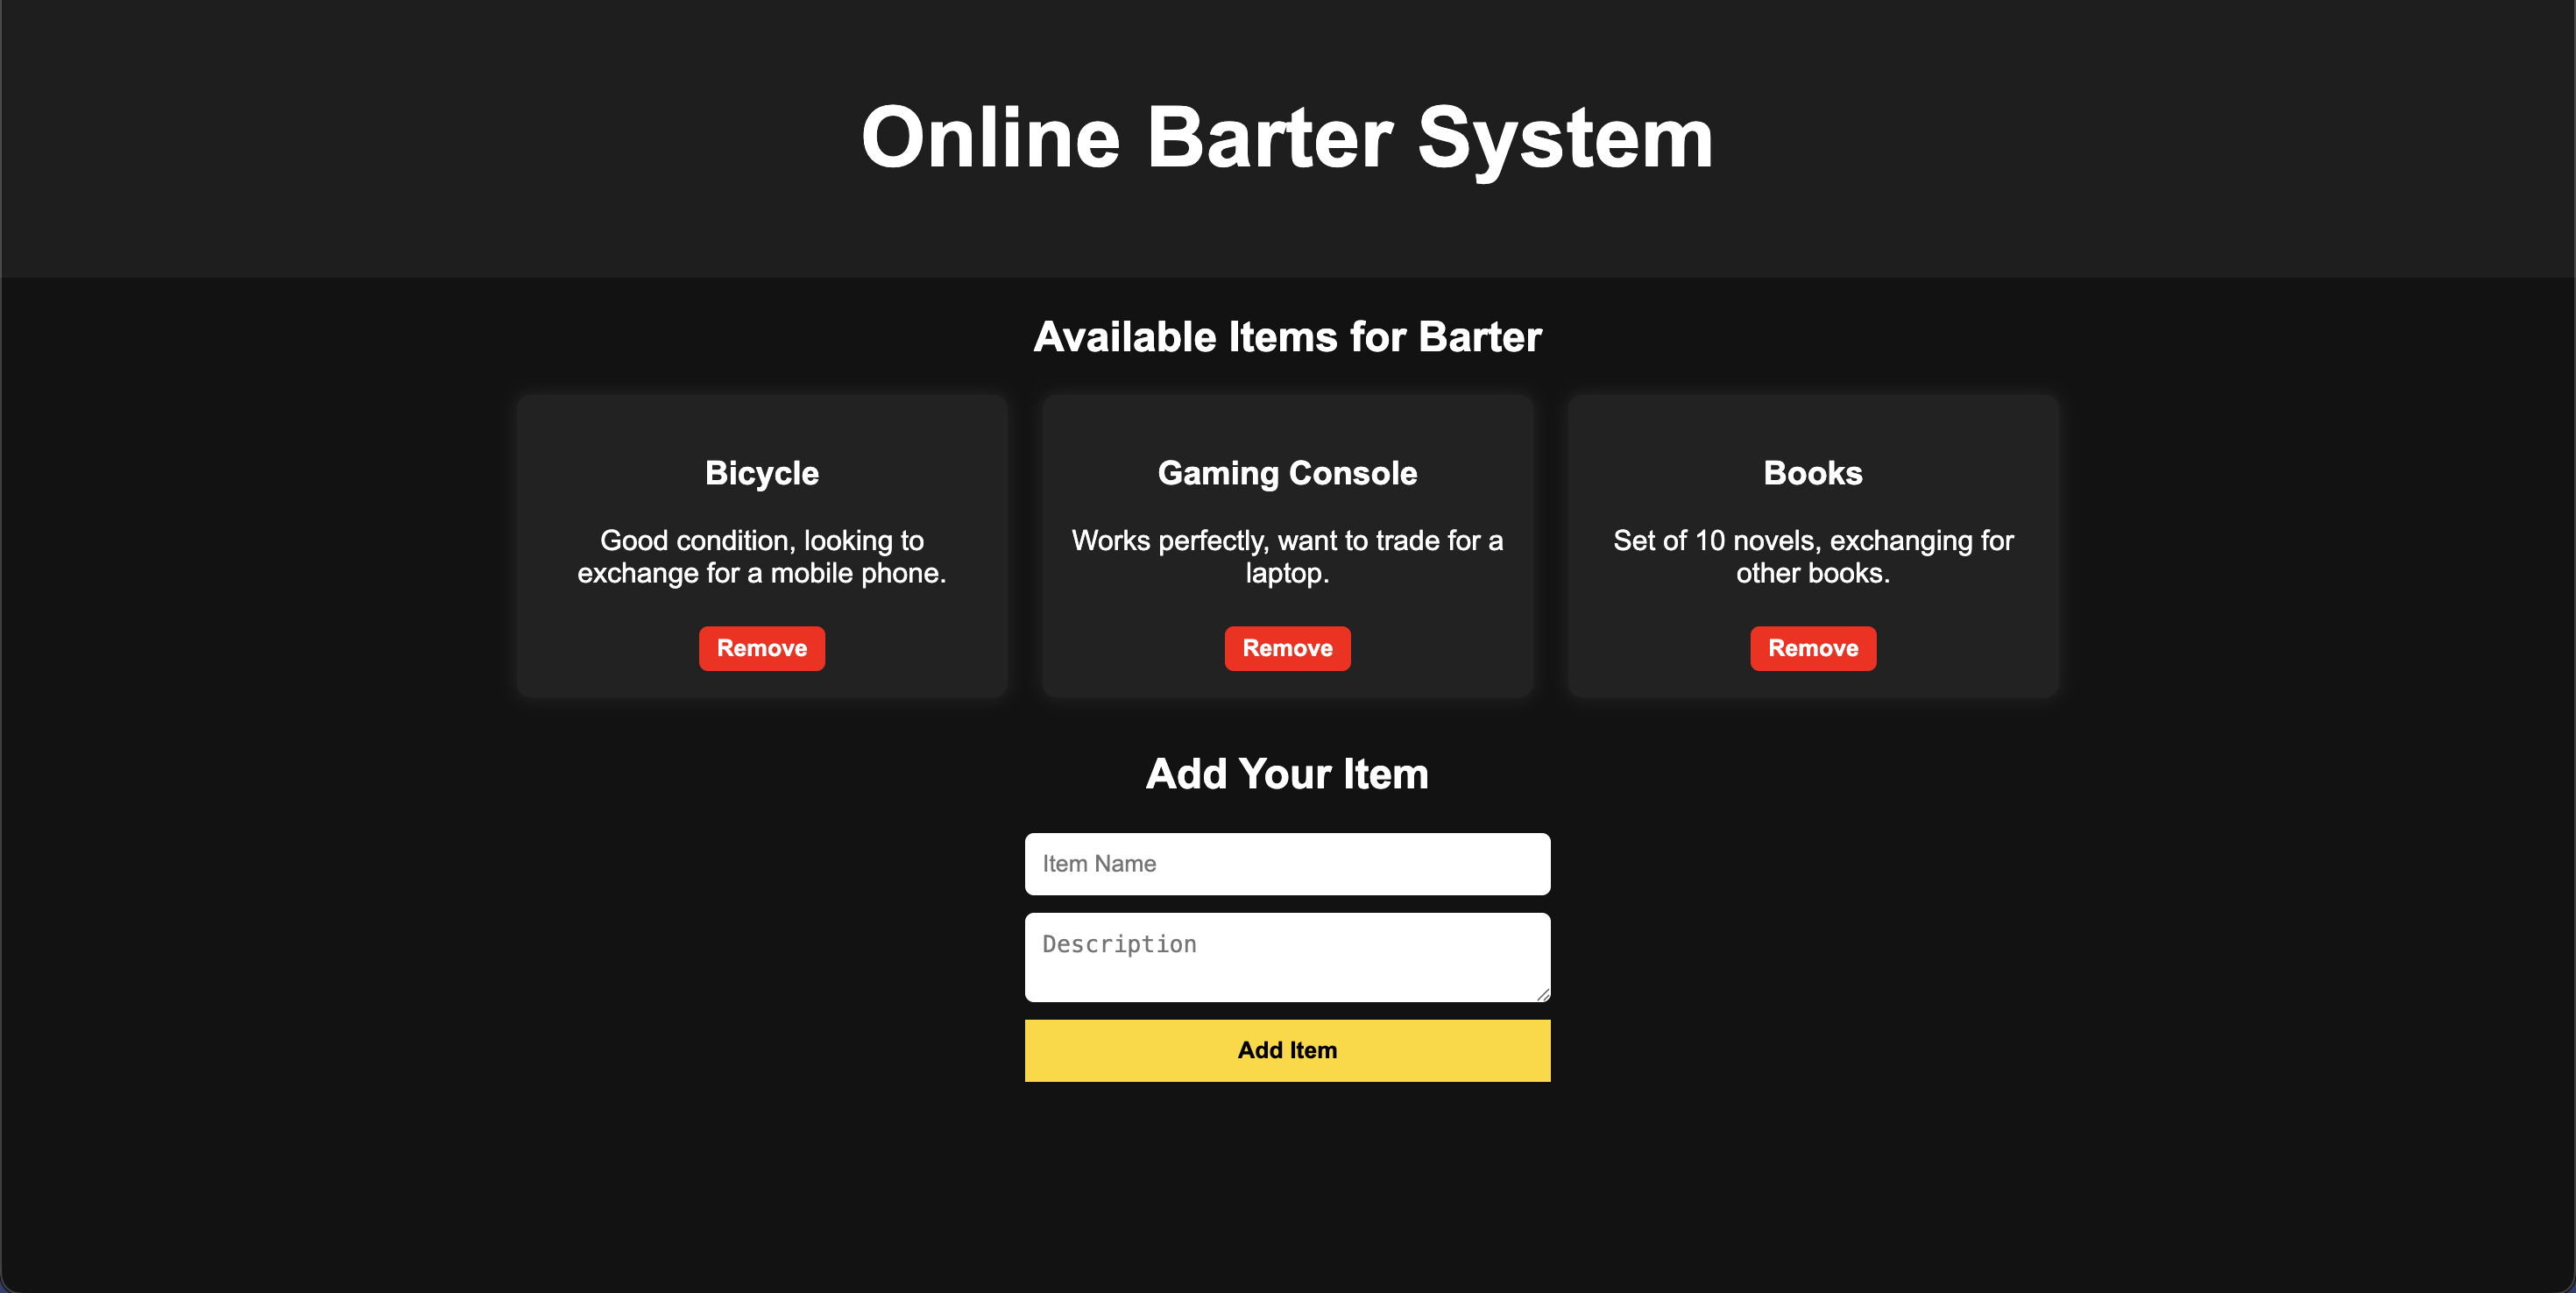 Online Barter System
Available Items for Barter
Bicycle
Good condition, looking to
exchange for a mobile phone.
Remove
Gaming Console
Works perfectly, want to trade for a
laptop.
Remove
Books
Set of 10 novels, exchanging for
other books.
Remove
Add Your Item
Item Name
Description
Add Item